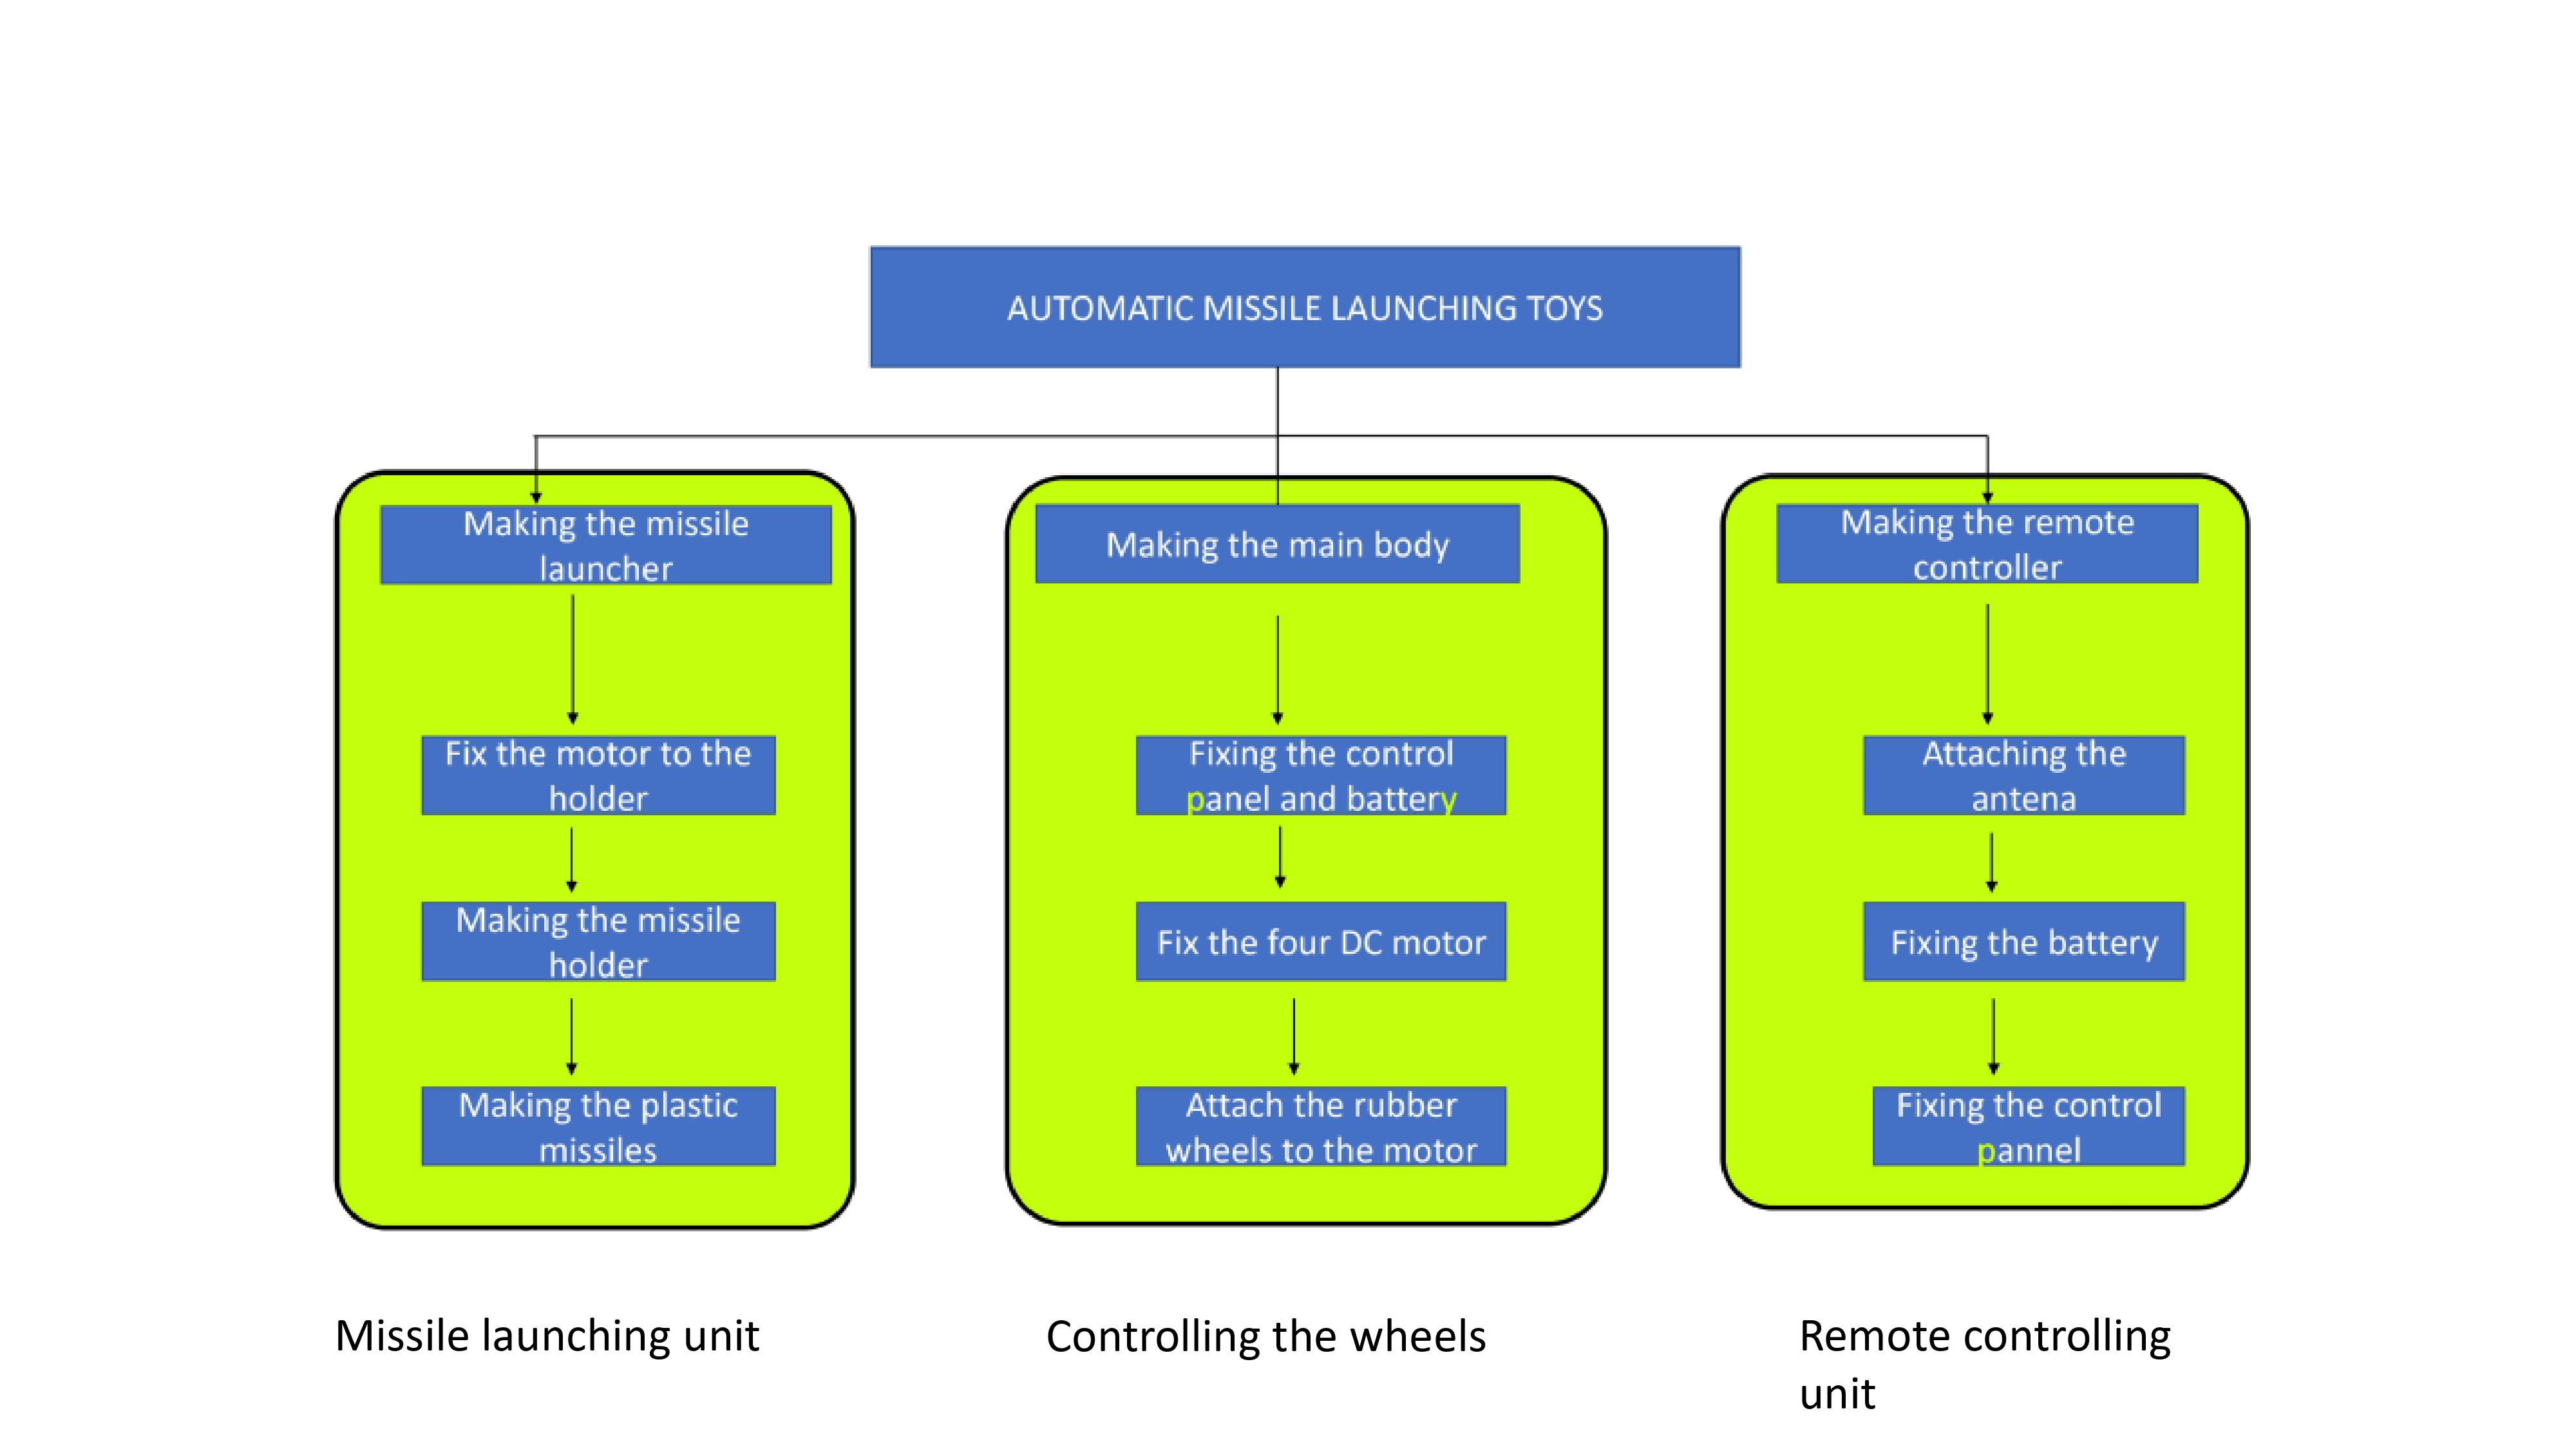 AUTOMATIC MISSILE LAUNCHING TOYS
Making the missile
launcher
Fix the motor to the
holder
Making the missile
holder
Making the plastic
missiles
Making the main body
Fixing the control
panel and battery
Fix the four DC motor
Attach the rubber
wheels to the motor
Making the remote
controller
Attaching the
antena
Fixing the battery
Fixing the control
pannel
Missile launching unit
Controlling the wheels
Remote controlling
unit